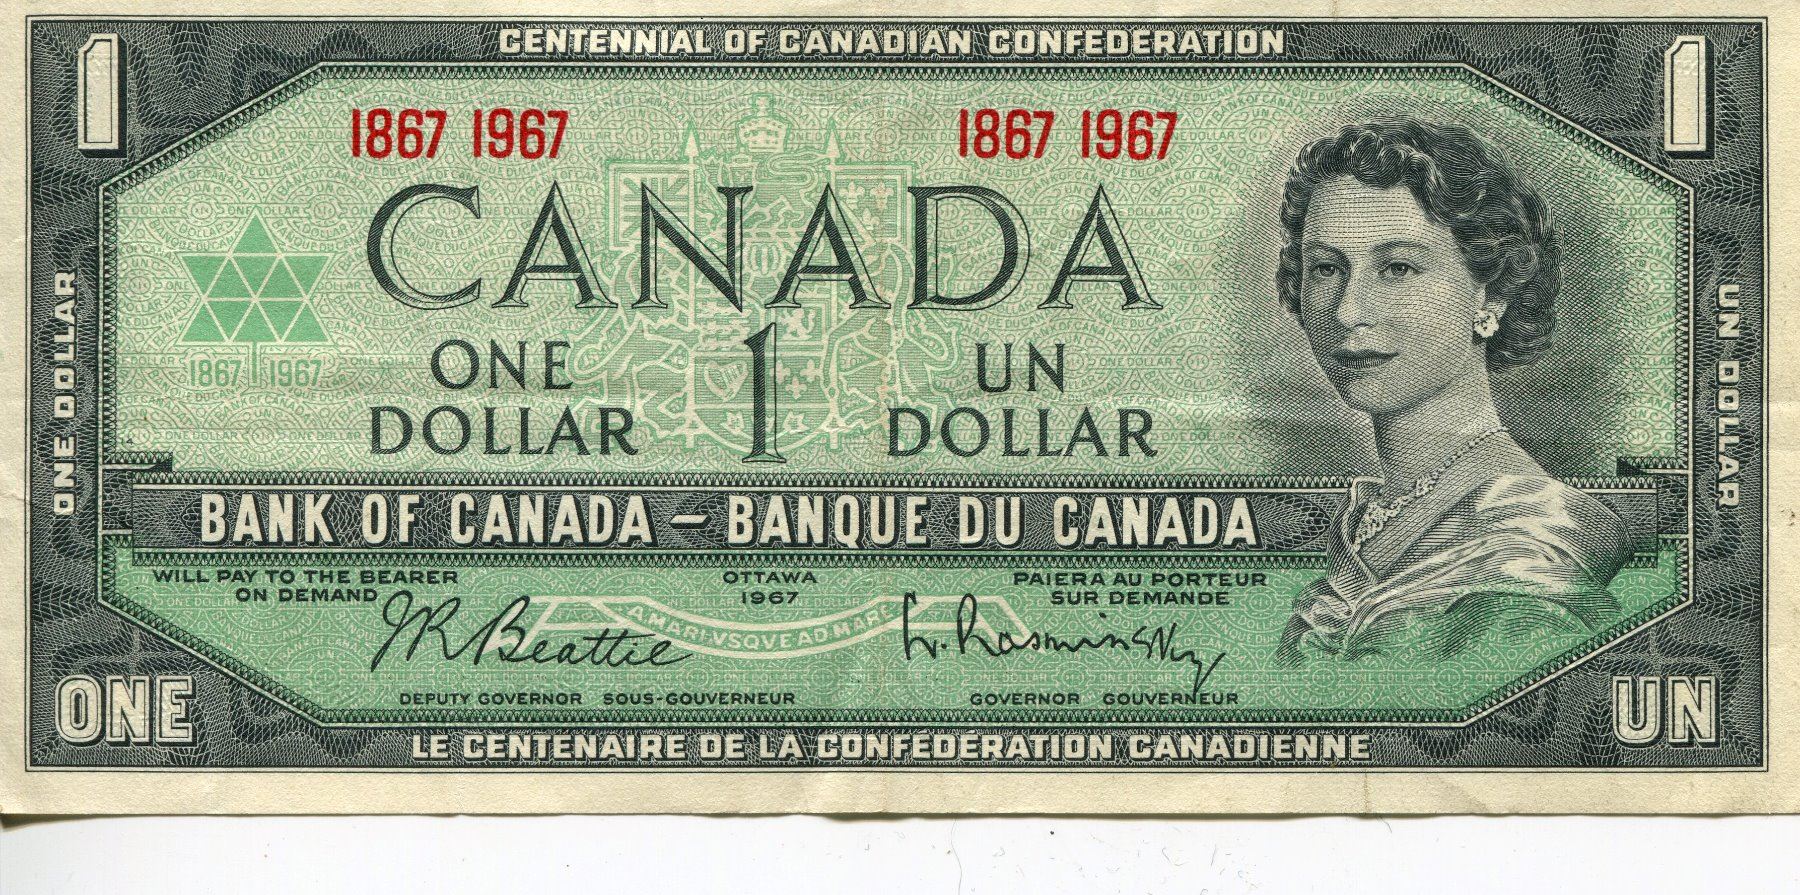 1 CENTENNIAL OF CANADIAN CONFEDERATION 1
1867 1967 1867 1967
CANADA
1867 1967
ONE DOLLAR 1 UN DOLLAR
ONE DOLLAR
UN DOLLAR
BANK OF CANADA – BANQUE DU CANADA
WILL PAY TO THE BEARER
ON DEMAND
OTTAWA
1967
PAIERA AU PORTEUR
SUR DEMANDE
A MARI VSQVE AD MARE
JR Beattie
L. Rasminsky
DEPUTY GOVERNOR SOUS-GOUVERNEUR
GOVERNOR GOUVERNEUR
ONE UN
LE CENTENAIRE DE LA CONFÉDÉRATION CANADIENNE